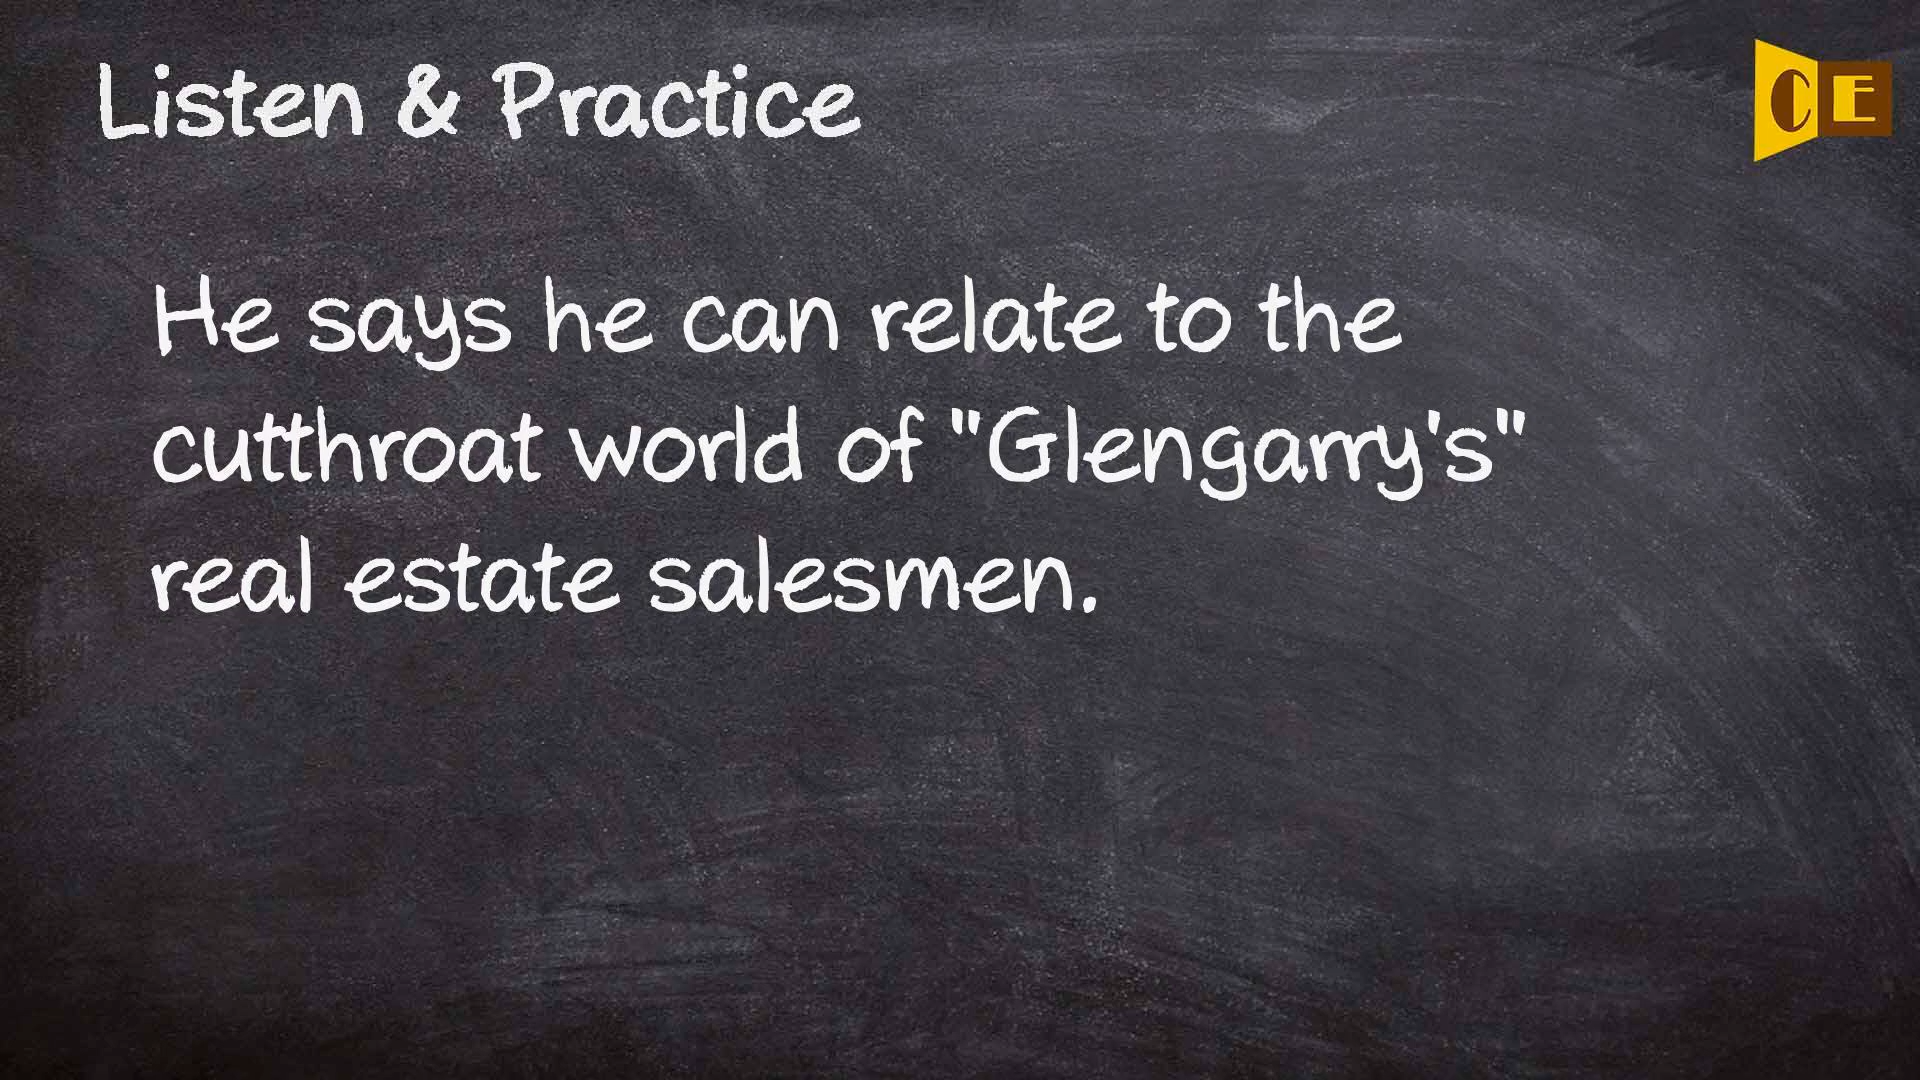 Listen & Practice
CE
He says he can relate to the
cutthroat world of "Glengarry's"
real estate salesmen.